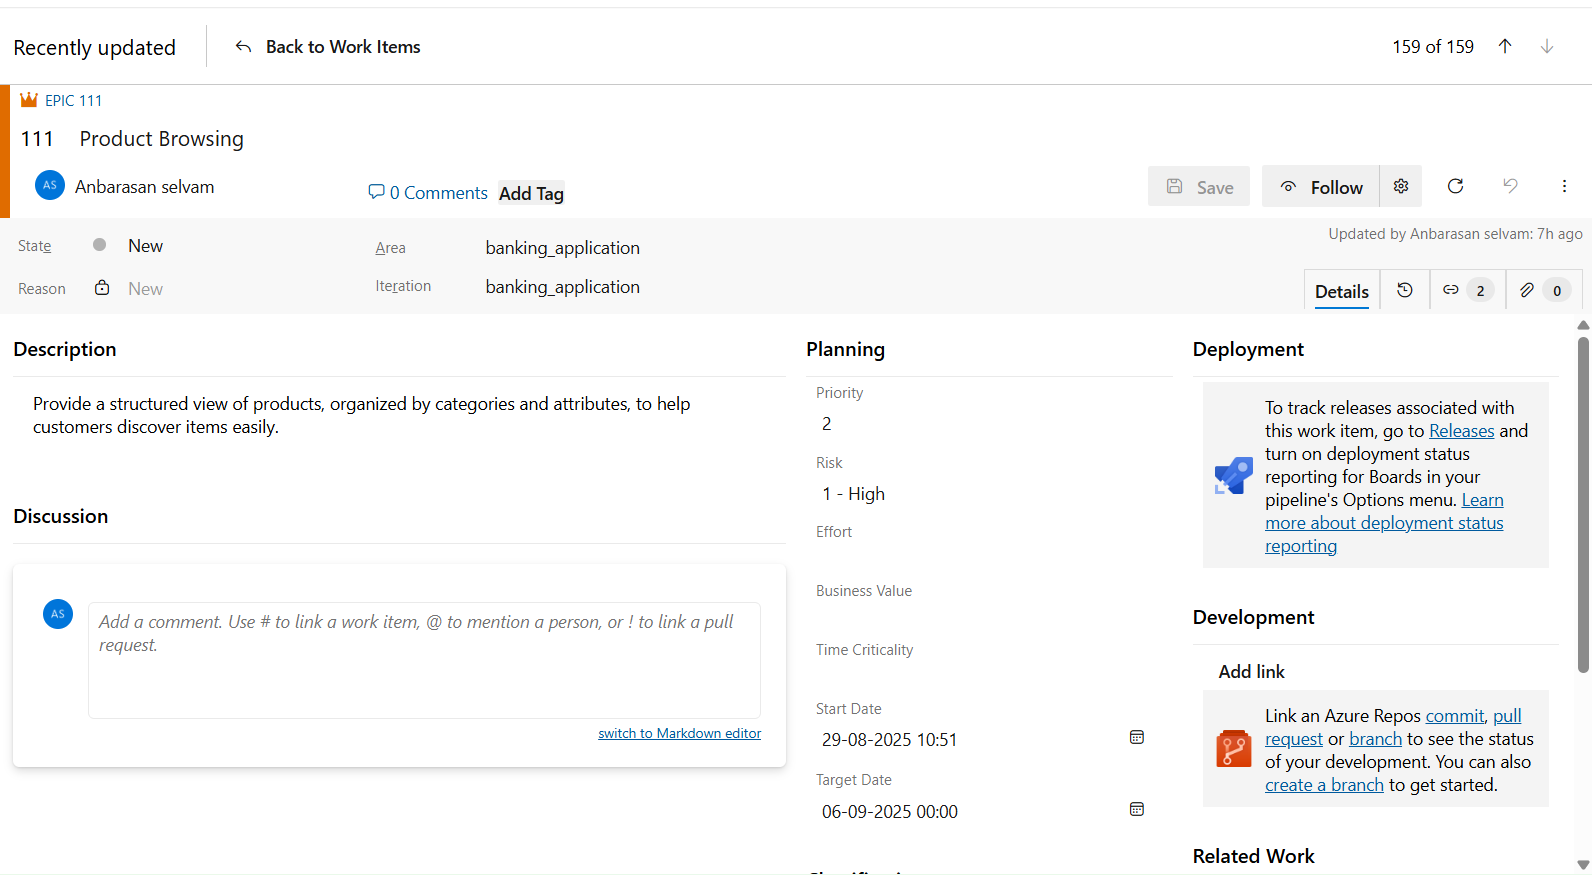 Recently updated
Back to Work Items
159 of 159
EPIC 111
111 Product Browsing
AS Anbarasan selvam
0 Comments
Add Tag
Save
Follow
State New
Area banking_application
Updated by Anbarasan selvam: 7h ago
Reason New
Iteration banking_application
Details
2
0
Description
Provide a structured view of products, organized by categories and attributes, to help
customers discover items easily.
Discussion
AS
Add a comment. Use # to link a work item, @ to mention a person, or ! to link a pull
request.
switch to Markdown editor
Planning
Priority
2
Risk
1 - High
Effort
Business Value
Time Criticality
Start Date
29-08-2025 10:51
Target Date
06-09-2025 00:00
Deployment
To track releases associated with
this work item, go to Releases and
turn on deployment status
reporting for Boards in your
pipeline's Options menu. Learn
more about deployment status
reporting
Development
Add link
Link an Azure Repos commit, pull
request or branch to see the status
of your development. You can also
create a branch to get started.
Related Work